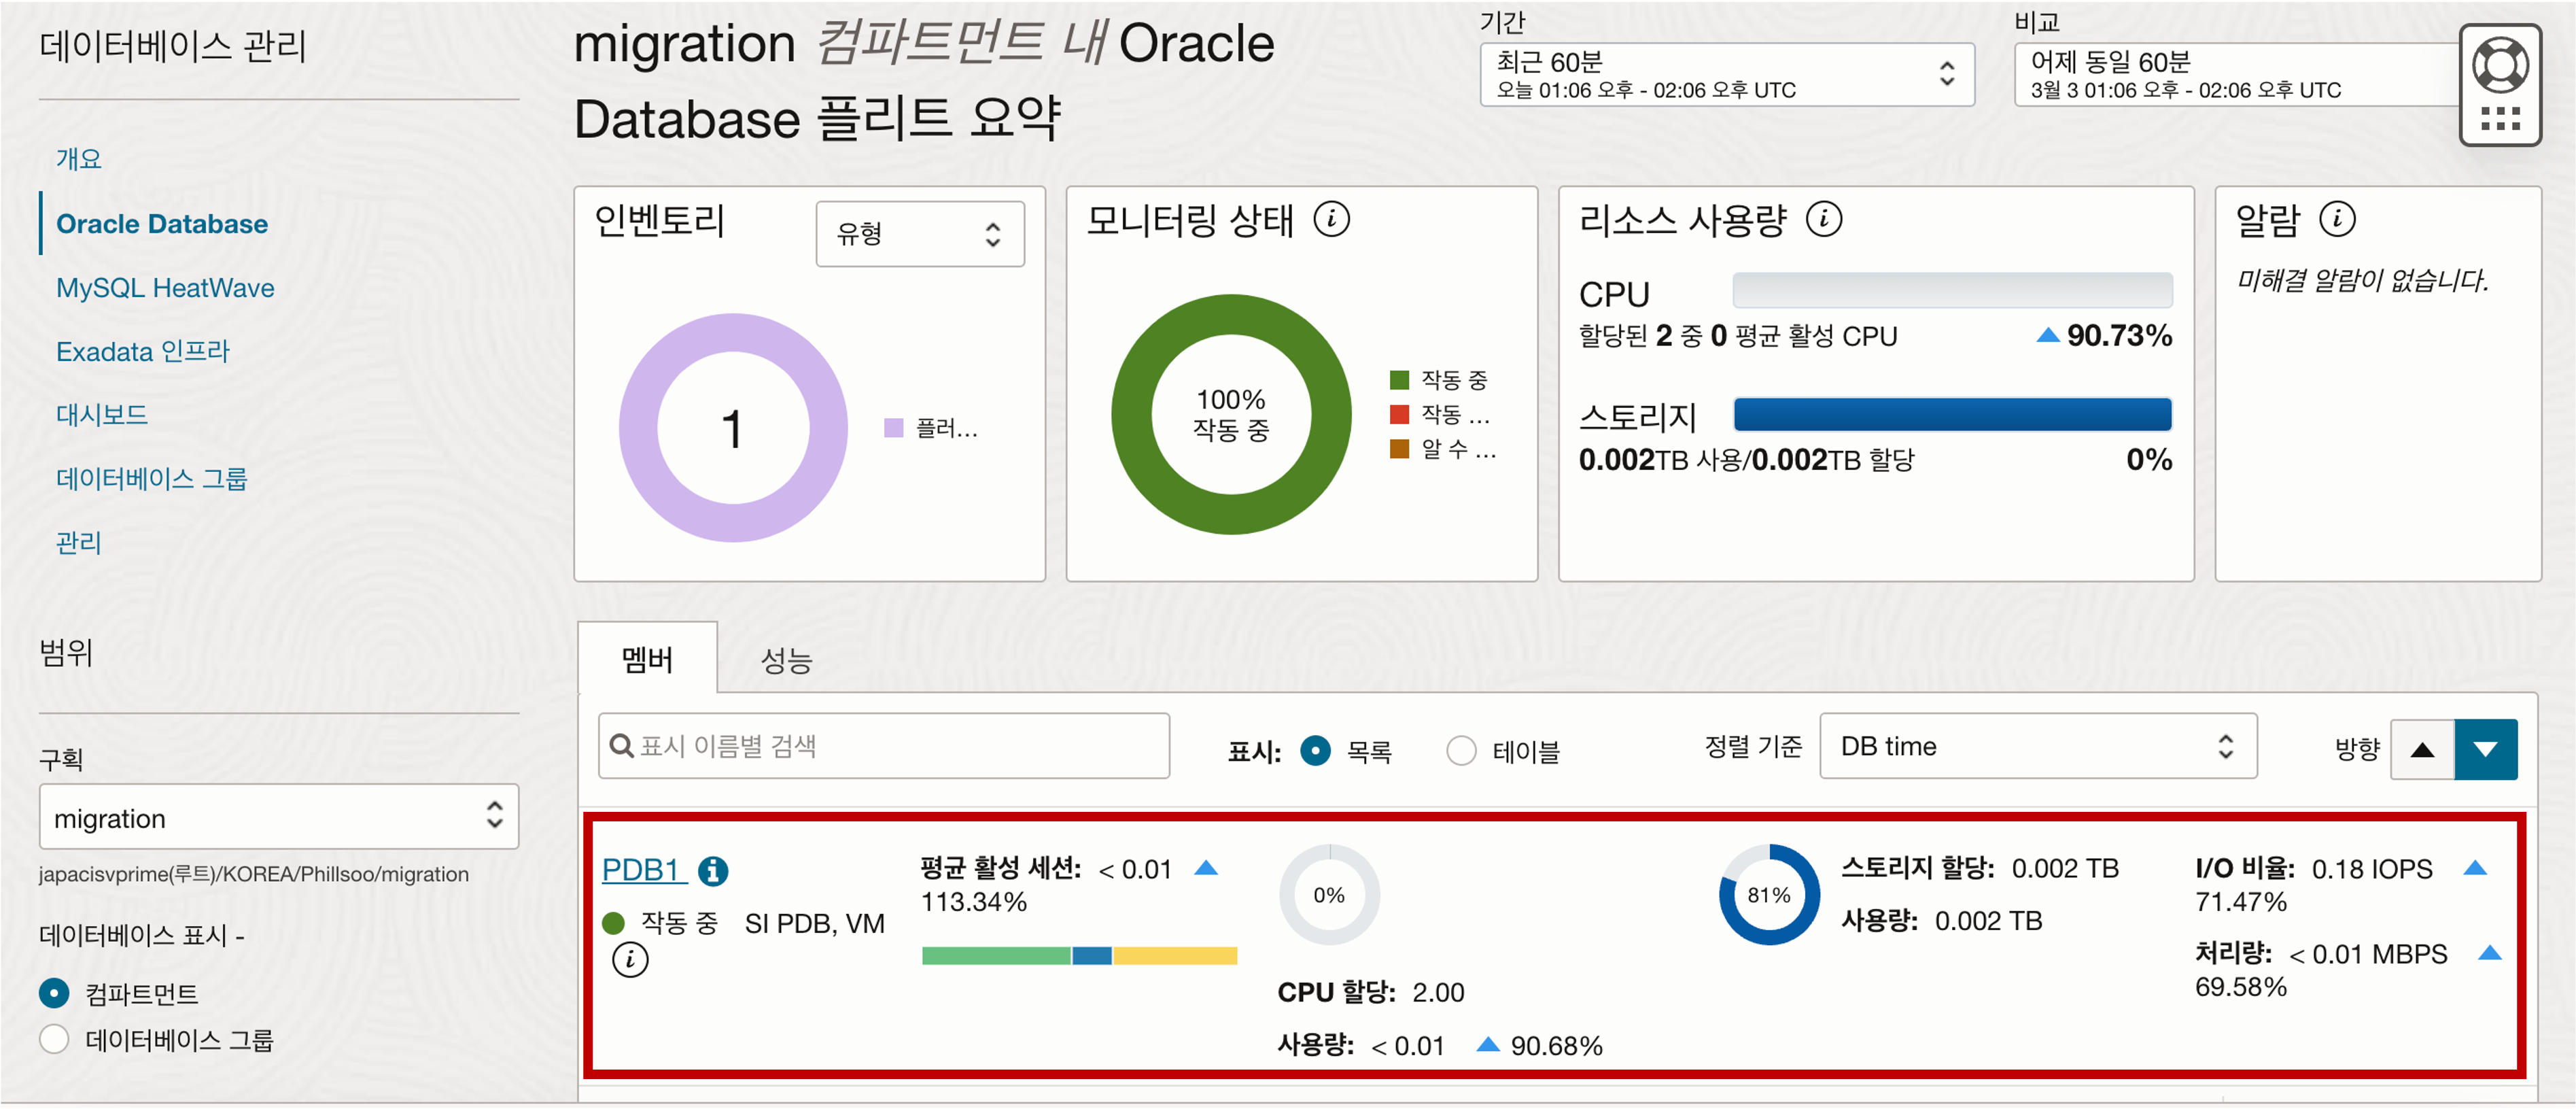 데이터베이스 관리
개요
Oracle Database
MySQL HeatWave
Exadata 인프라
대시보드
데이터베이스 그룹
관리
범위
구획
migration
japacisvprime(루트)/KOREA/Phillsoo/migration
데이터베이스 표시 -
컴파트먼트
데이터베이스 그룹
migration 컴파트먼트 내 Oracle
Database 플리트 요약
기간
최근 60분
오늘 01:06 오후 - 02:06 오후 UTC
비교
어제 동일 60분
3월 3 01:06 오후 - 02:06 오후 UTC
인벤토리
유형
1
플러...
모니터링 상태
100%
작동 중
작동 중
작동 ...
알 수 ...
리소스 사용량
CPU
할당된 2 중 0 평균 활성 CPU
90.73%
스토리지
0.002TB 사용/0.002TB 할당
0%
알람
미해결 알람이 없습니다.
멤버
성능
표시 이름별 검색
표시:
목록
테이블
정렬 기준
DB time
방향
PDB1
작동 중
SI PDB, VM
평균 활성 세션: < 0.01
113.34%
0%
CPU 할당: 2.00
사용량: < 0.01
90.68%
81%
스토리지 할당: 0.002 TB
사용량: 0.002 TB
I/O 비율: 0.18 IOPS
71.47%
처리량: < 0.01 MBPS
69.58%